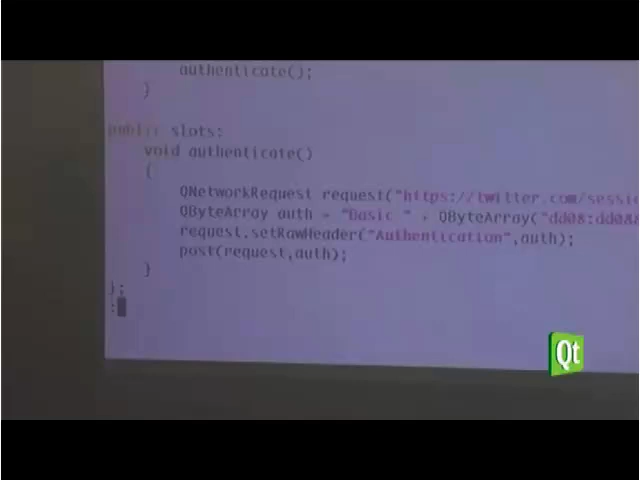 authenticate();
}
public slots:
void authenticate()
{
QNetworkRequest request("https://twitter.com/sessi
QByteArray auth = "Basic " + QByteArray("dd08:dd08
request.setRawHeader("Authentication",auth);
post(request,auth);
}
};
:
Qt